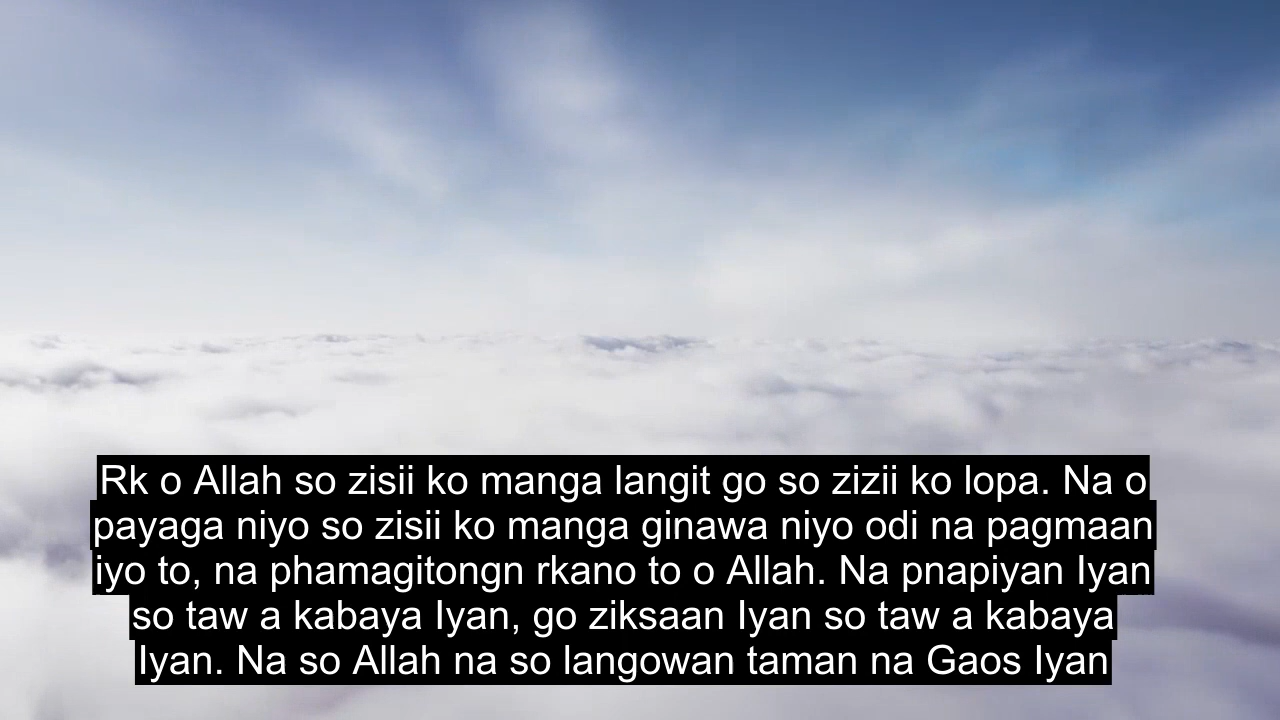 Rk o Allah so zisii ko manga langit go so zizii ko lopa. Na o
payaga niyo so zisii ko manga ginawa niyo odi na pagmaan
iyo to, na phamagitongn rkano to o Allah. Na pnapiyan Iyan
so taw a kabaya Iyan, go ziksaan Iyan so taw a kabaya
Iyan. Na so Allah na so langowan taman na Gaos Iyan